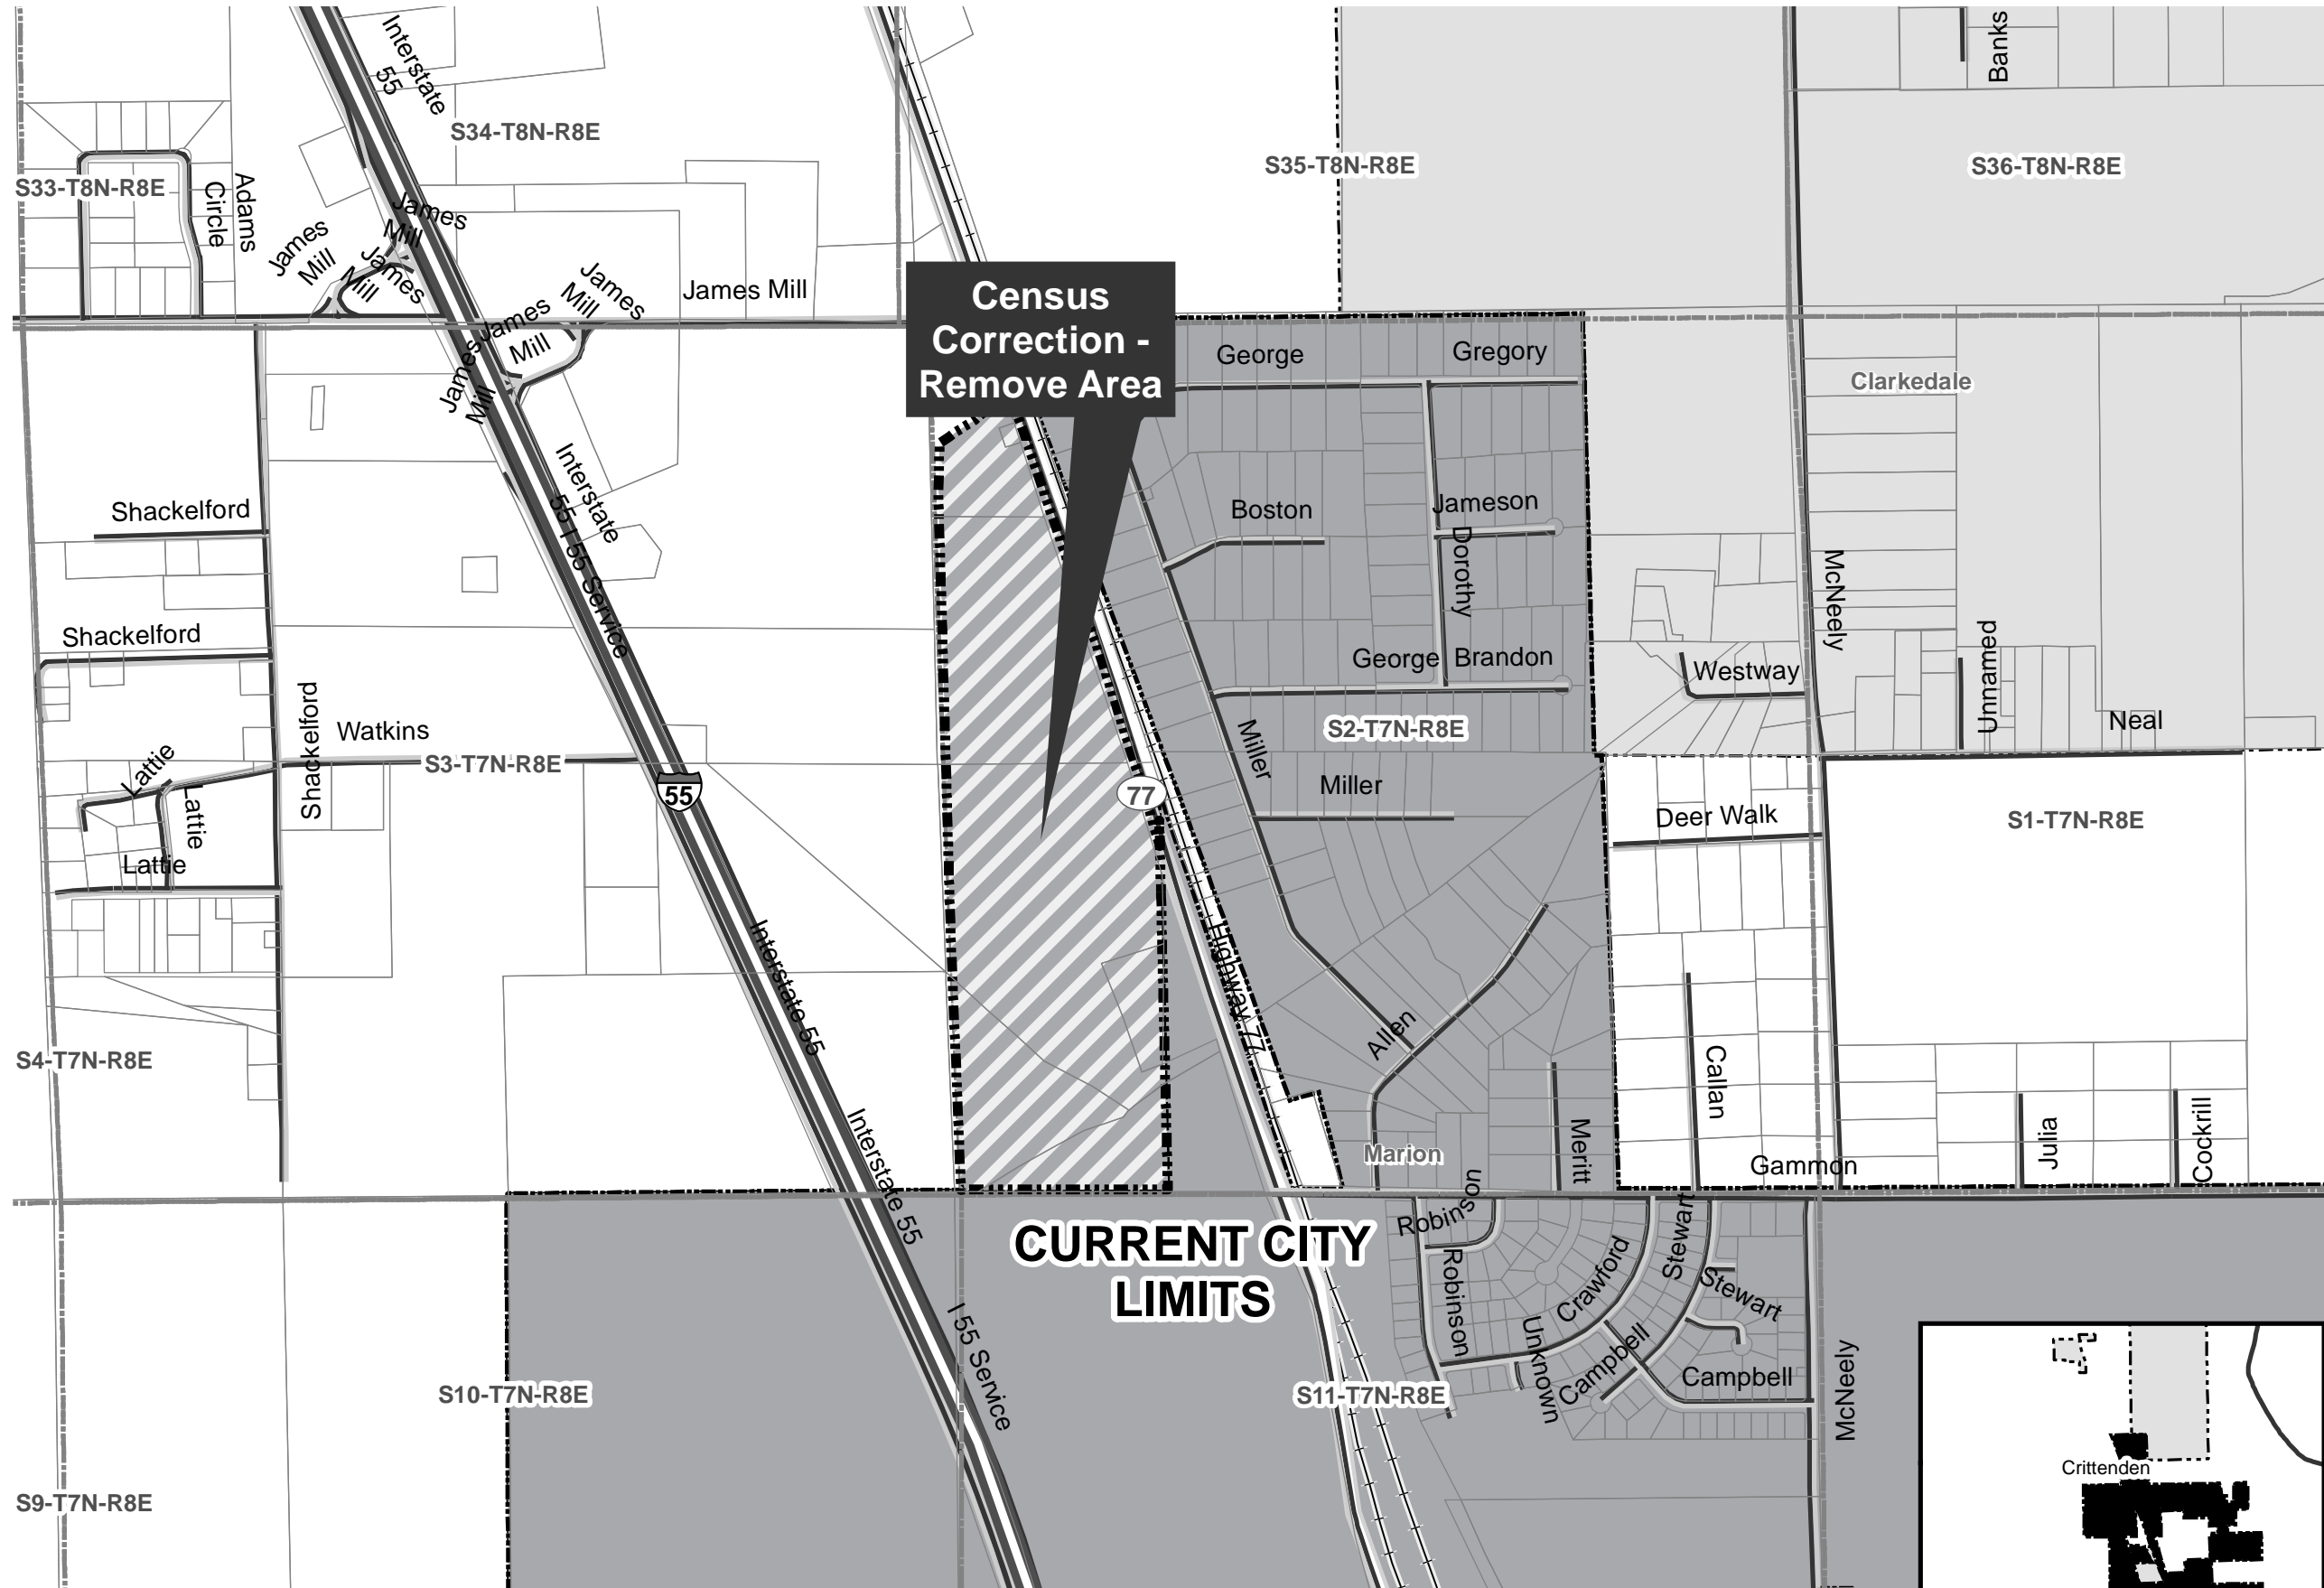 Interstate
55
Banks
S34-T8N-R8E
S35-T8N-R8E
S36-T8N-R8E
S33-T8N-R8E
Adams
Circle
James
Mill
James
Mill
James
Mill
James
Mill
James Mill
James
Mill
James
Mill
Census
Correction -
Remove Area
George
Gregory
Clarkedale
Interstate
55
I 55 Service
Shackelford
Boston
Jameson
Dorothy
McNeely
Shackelford
George
Brandon
Westway
Unnamed
Neal
Shackelford
Watkins
S3-T7N-R8E
Lattie
Lattie
Lattie
55
77
Miller
S2-T7N-R8E
Miller
Deer Walk
S1-T7N-R8E
Interstate 55
Highway 77
Allen
Callan
S4-T7N-R8E
Interstate 55
Marion
Meritt
Gammon
Julia
Cockrill
CURRENT CITY
LIMITS
Robinson
Robinson
Crawford
Stewart
Stewart
Unknown
Campbell
Campbell
McNeely
I 55 Service
S10-T7N-R8E
S11-T7N-R8E
S9-T7N-R8E
Crittenden